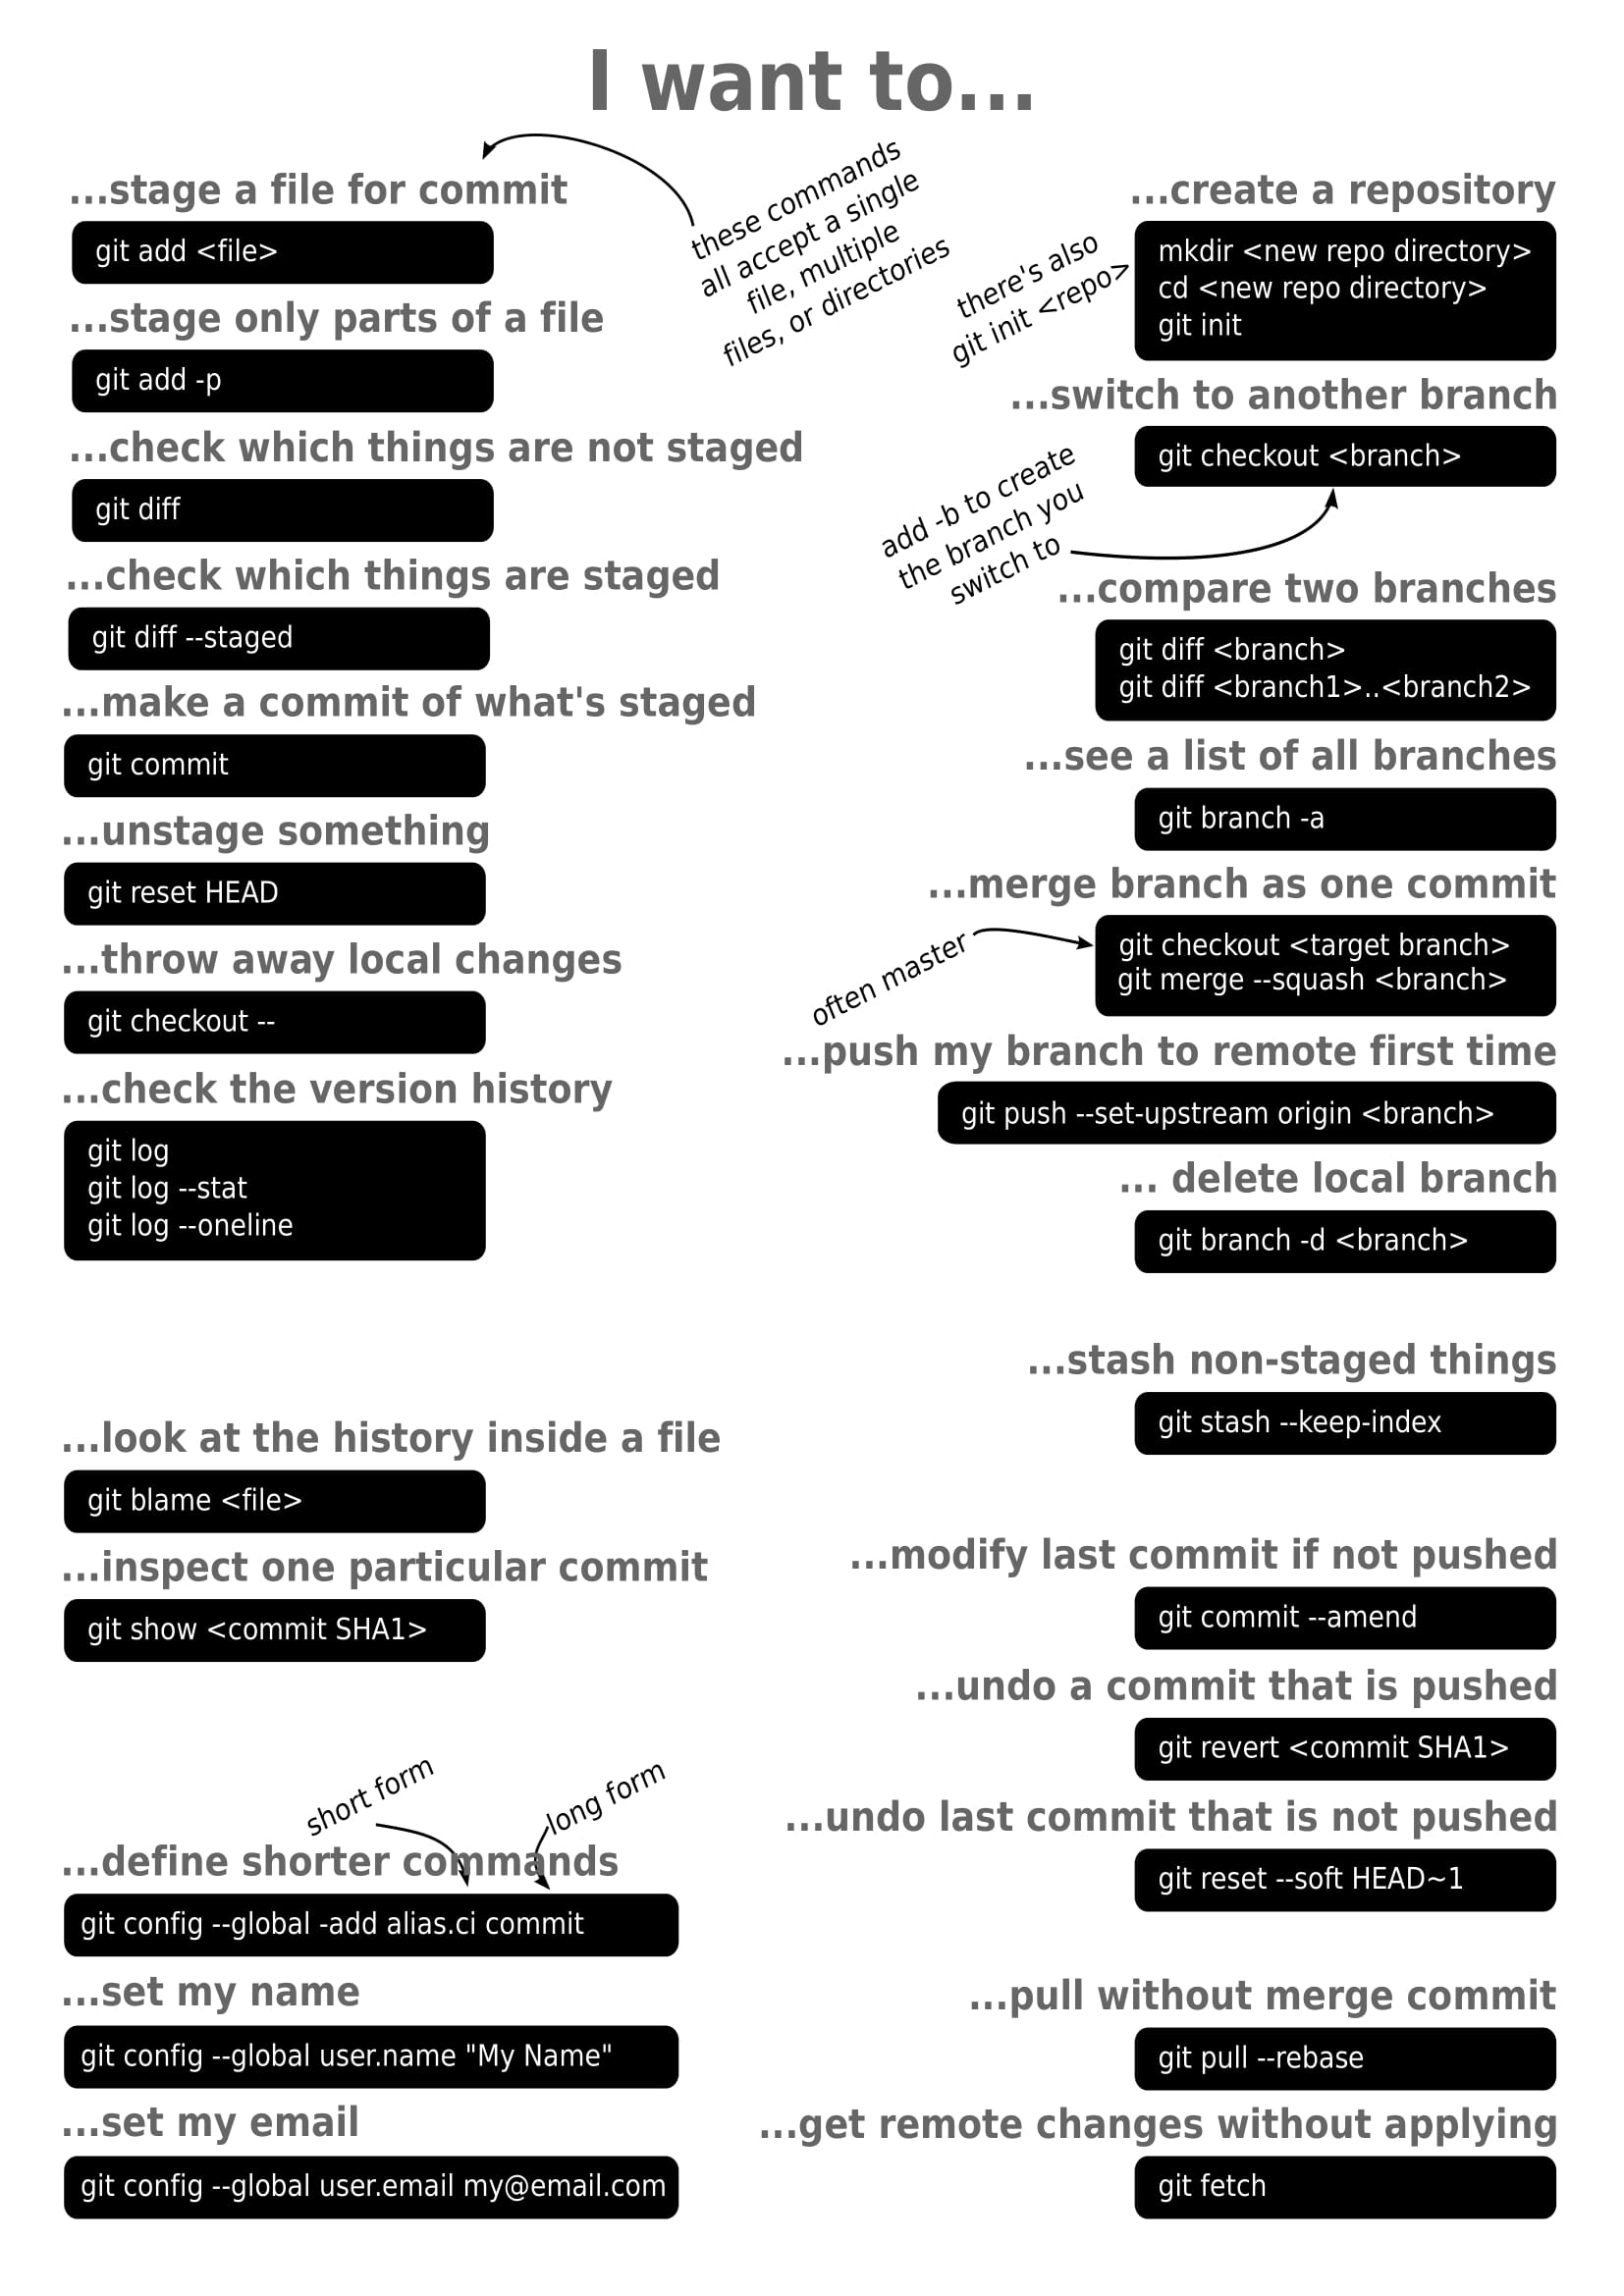 I want to...
...stage a file for commit
git add <file>
these commands
all accept a single
file, multiple
files, or directories
...stage only parts of a file
git add -p
...check which things are not staged
git diff
...check which things are staged
git diff --staged
...make a commit of what's staged
git commit
...unstage something
git reset HEAD
...throw away local changes
git checkout --
...check the version history
git log
git log --stat
git log --oneline
...look at the history inside a file
git blame <file>
...inspect one particular commit
git show <commit SHA1>
short form
long form
...define shorter commands
git config --global -add alias.ci commit
...set my name
git config --global user.name "My Name"
...set my email
git config --global user.email my@email.com
...create a repository
there's also
git init <repo>
mkdir <new repo directory>
cd <new repo directory>
git init
...switch to another branch
git checkout <branch>
add -b to create
the branch you
switch to
...compare two branches
git diff <branch>
git diff <branch1>..<branch2>
...see a list of all branches
git branch -a
...merge branch as one commit
often master
git checkout <target branch>
git merge --squash <branch>
...push my branch to remote first time
git push --set-upstream origin <branch>
... delete local branch
git branch -d <branch>
...stash non-staged things
git stash --keep-index
...modify last commit if not pushed
git commit --amend
...undo a commit that is pushed
git revert <commit SHA1>
...undo last commit that is not pushed
git reset --soft HEAD~1
...pull without merge commit
git pull --rebase
...get remote changes without applying
git fetch